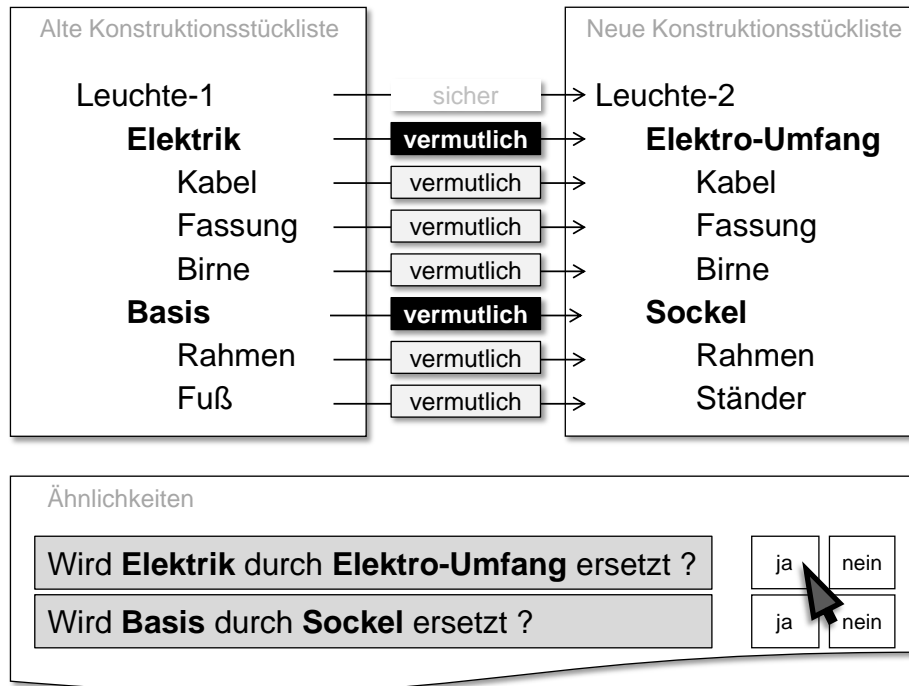 Alte Konstruktionsstückliste Neue Konstruktionsstückliste
Leuchte-1 sicher Leuchte-2
Elektrik vermutlich Elektro-Umfang
Kabel vermutlich Kabel
Fassung vermutlich Fassung
Birne vermutlich Birne
Basis vermutlich Sockel
Rahmen vermutlich Rahmen
Fuß vermutlich Ständer
Ähnlichkeiten
Wird Elektrik durch Elektro-Umfang ersetzt ? ja nein
Wird Basis durch Sockel ersetzt ? ja nein